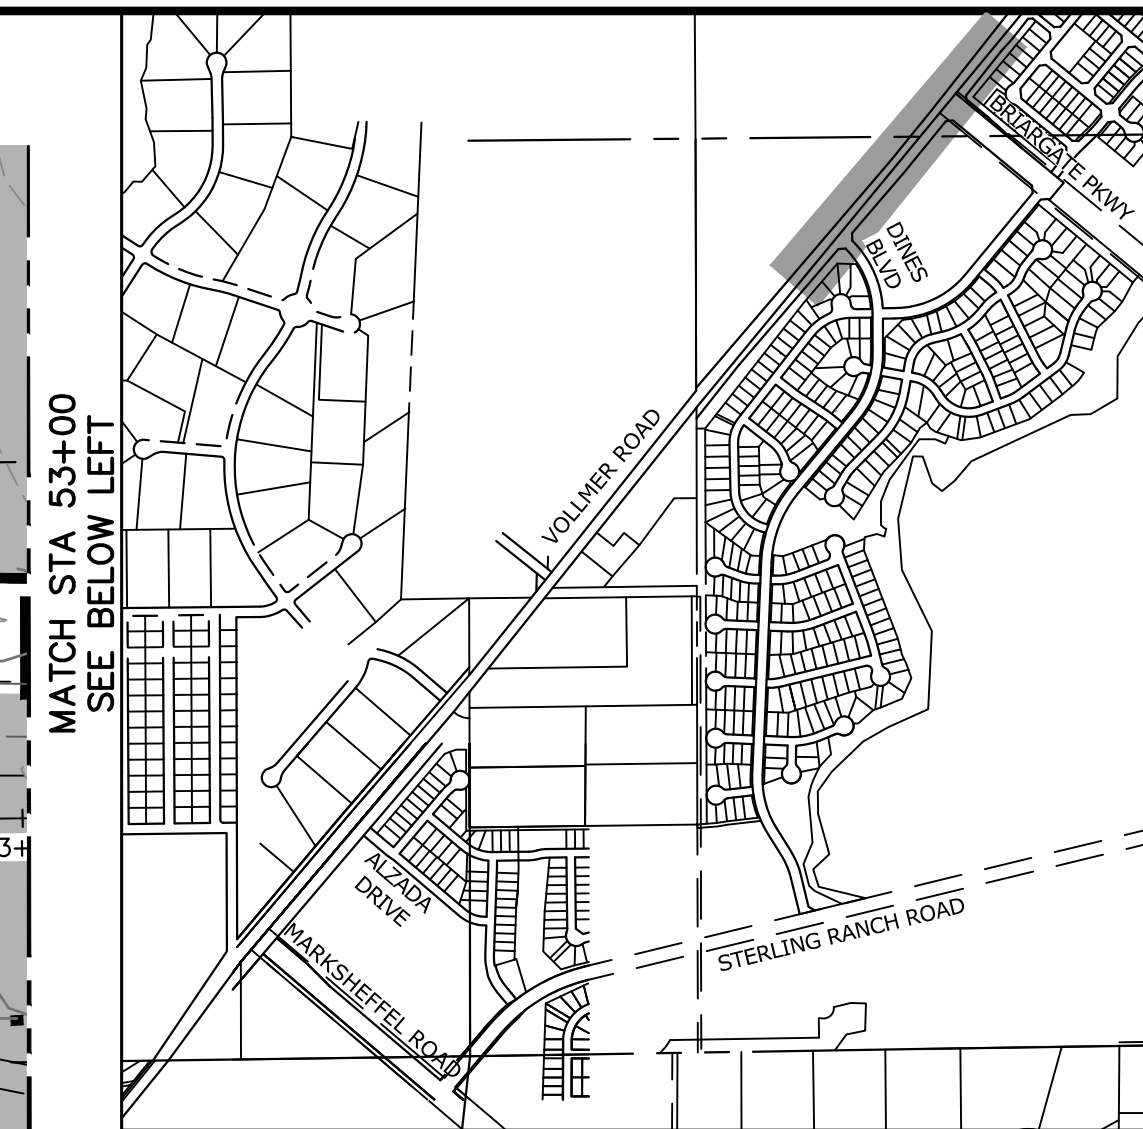 MATCH STA 53+00
SEE BELOW LEFT
3+
BRIARGATE PKWY
DINES
BLVD
VOLLMER ROAD
ALZADA
DRIVE
MARKSHEFFEL ROAD
STERLING RANCH ROAD